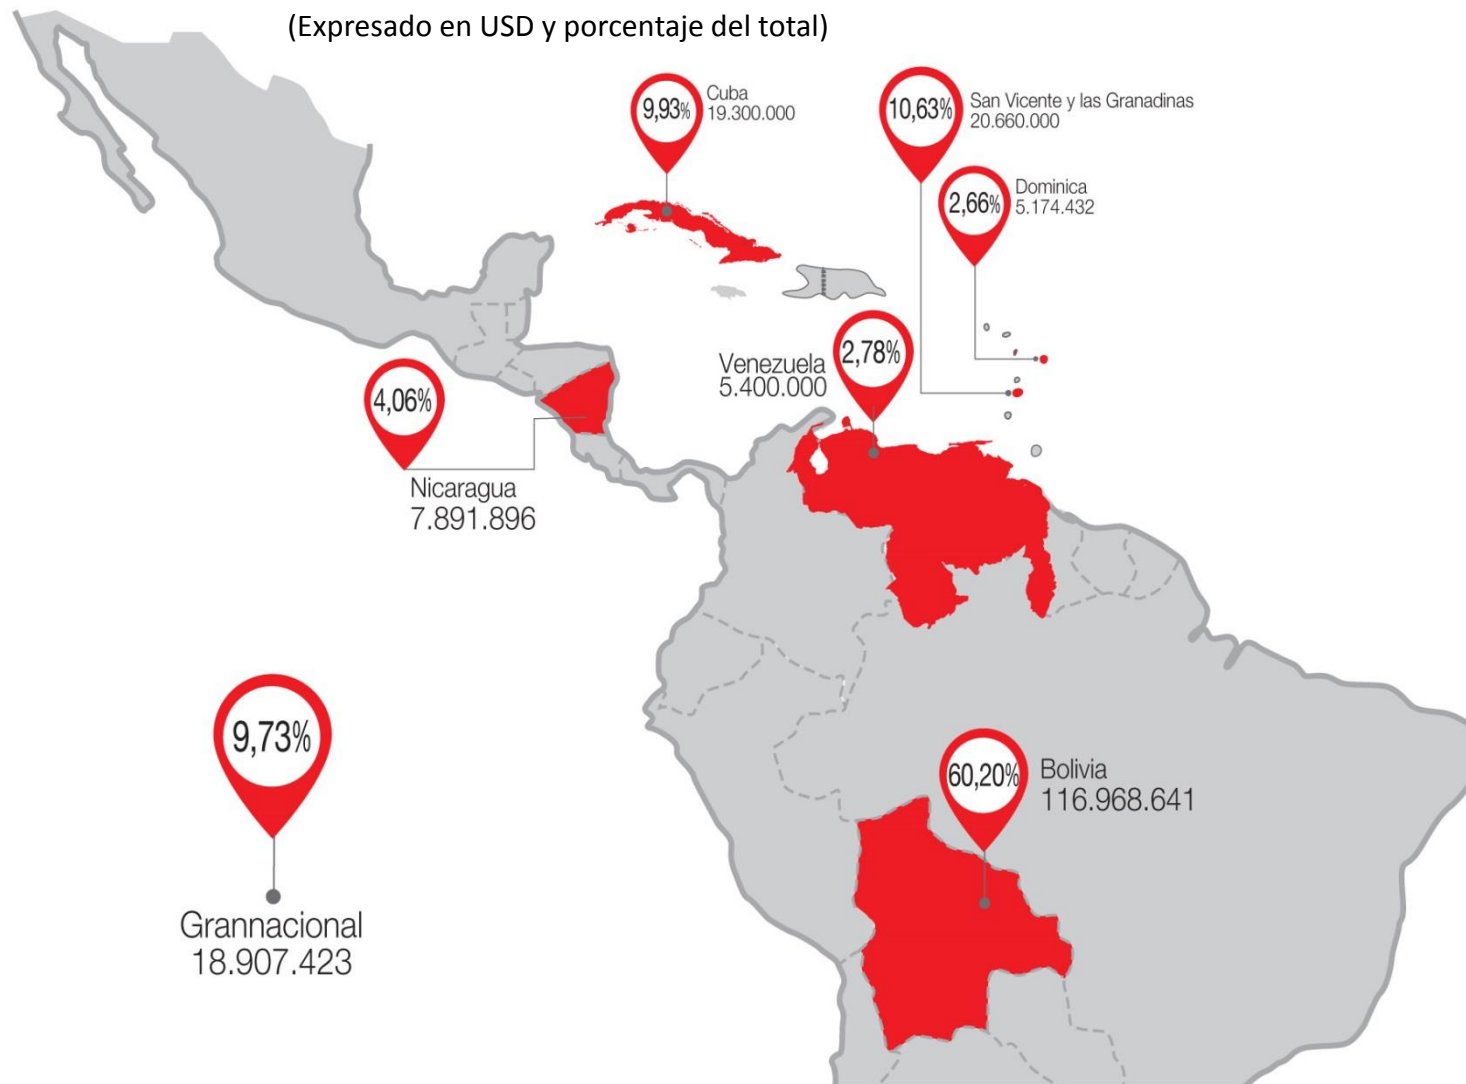 (Expresado en USD y porcentaje del total)
9,93%
Cuba
19.300.000
10,63%
San Vicente y las Granadinas
20.660.000
2,66%
Dominica
5.174.432
2,78%
Venezuela
5.400.000
4,06%
Nicaragua
7.891.896
9,73%
Grannacional
18.907.423
60,20%
Bolivia
116.968.641